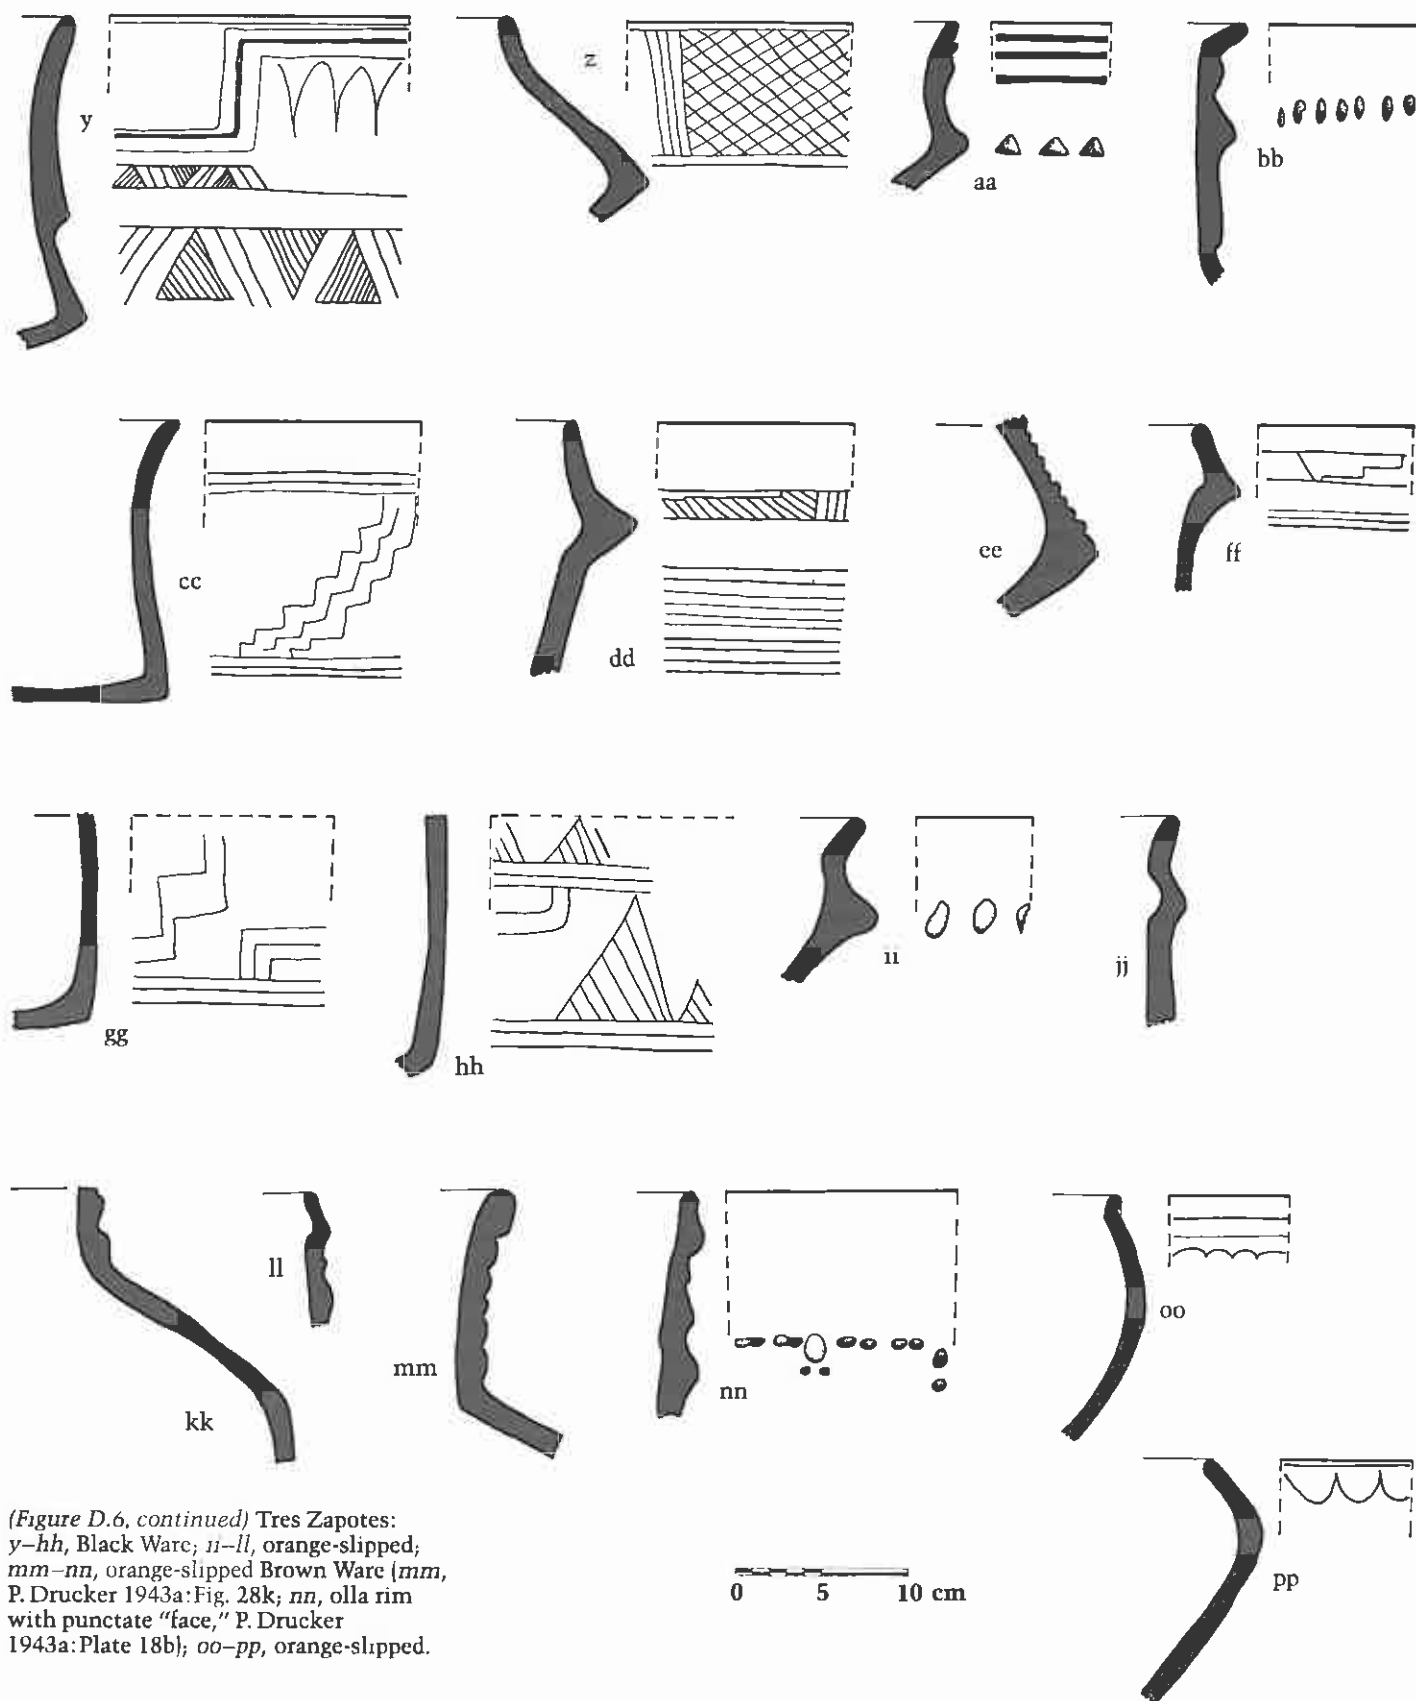 y
z
aa
bb
cc
dd
ee
ff
gg
hh
ii
jj
kk
ll
mm
nn
oo
pp
(Figure D.6, continued) Tres Zapotes:
y–hh, Black Ware; ii–ll, orange-slipped;
mm–nn, orange-slipped Brown Ware (mm,
P. Drucker 1943a:Fig. 28k; nn, olla rim
with punctate "face," P. Drucker
1943a:Plate 18b); oo–pp, orange-slipped.
0 5 10 cm